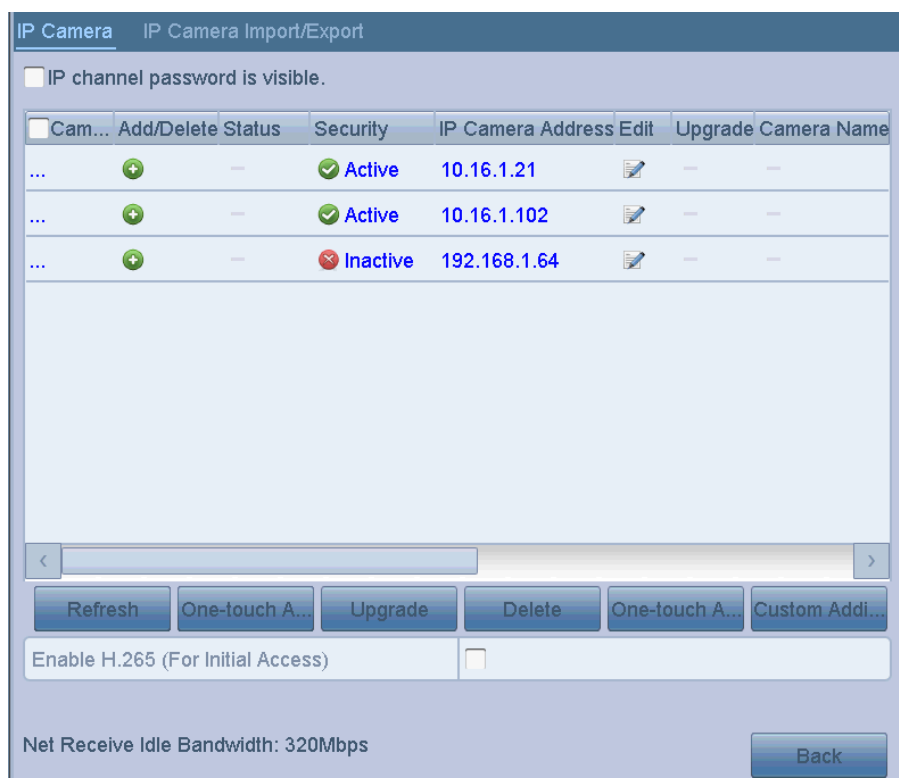 IP Camera IP Camera Import/Export
IP channel password is visible.
Cam... Add/Delete Status Security IP Camera Address Edit Upgrade Camera Name
... — Active 10.16.1.21 — —
... — Active 10.16.1.102 — —
... — Inactive 192.168.1.64 — —
Refresh One-touch A... Upgrade Delete One-touch A... Custom Addi...
Enable H.265 (For Initial Access)
Net Receive Idle Bandwidth: 320Mbps
Back